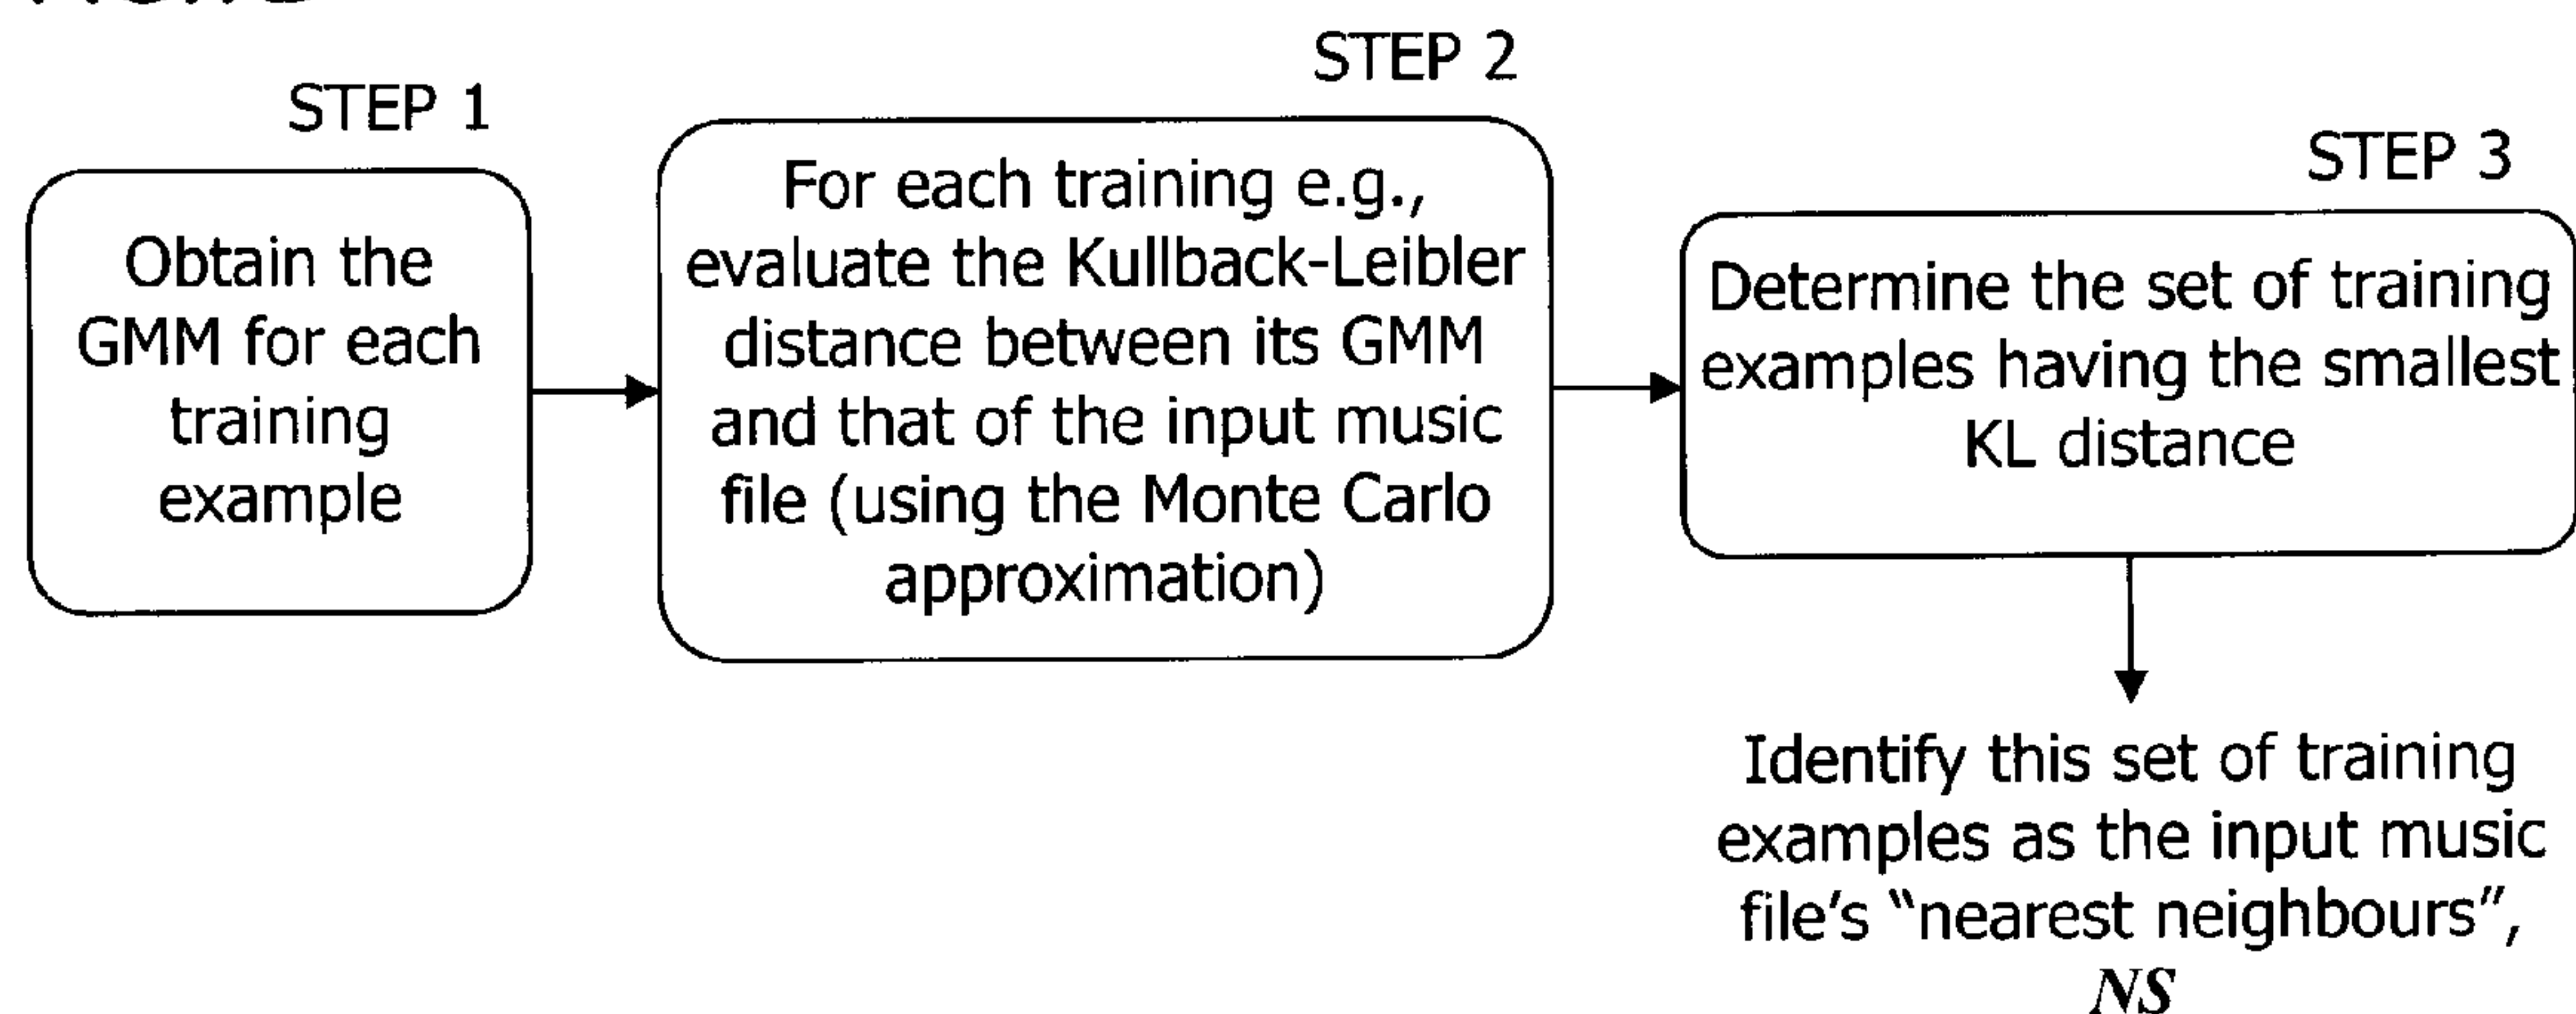 STEP 1
Obtain the
GMM for each
training
example
STEP 2
For each training e.g.,
evaluate the Kullback-Leibler
distance between its GMM
and that of the input music
file (using the Monte Carlo
approximation)
STEP 3
Determine the set of training
examples having the smallest
KL distance
Identify this set of training
examples as the input music
file's "nearest neighbours",
NS